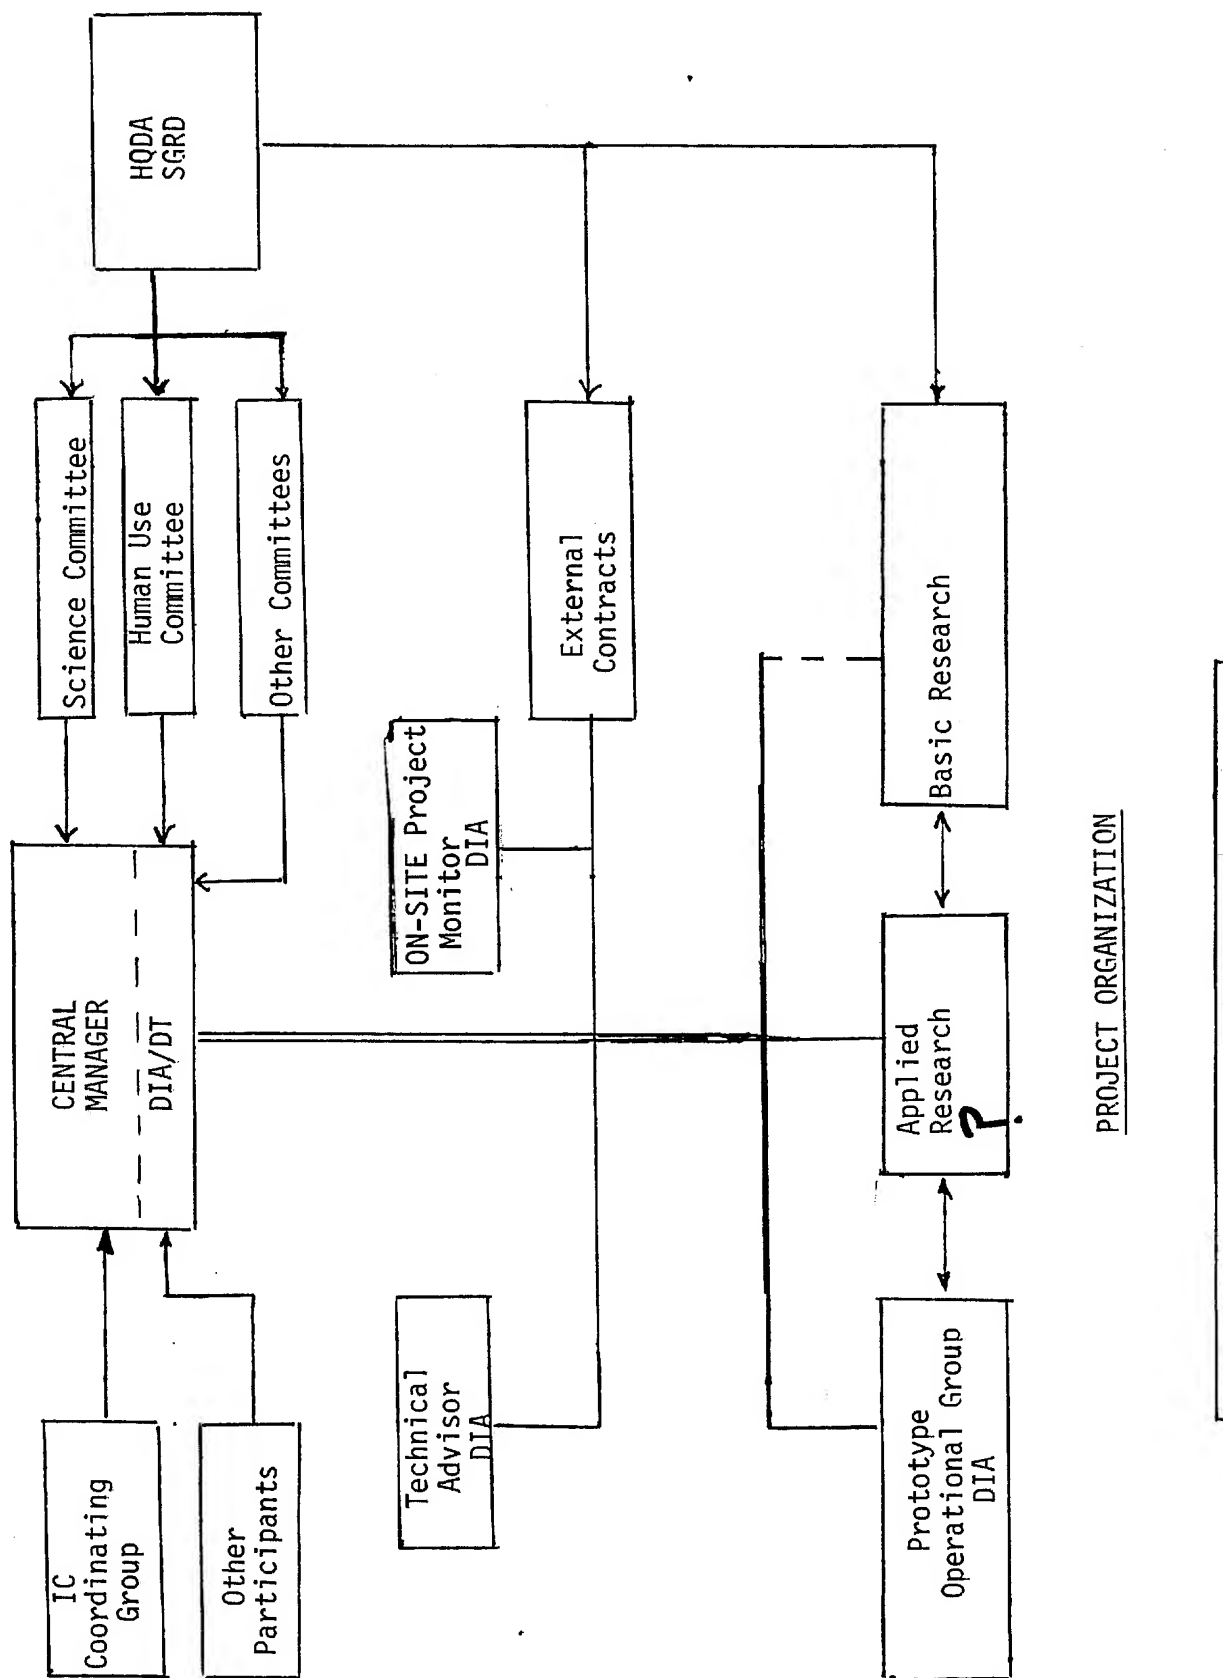 IC
Coordinating
Group
CENTRAL
MANAGER
DIA/DT
Science Committee
Human Use
Committee
Other Committees
HQDA
SGRD
Other
Participants
Technical
Advisor
DIA
ON-SITE Project
Monitor
DIA
External
Contracts
Prototype
Operational Group
DIA
Applied
Research
?
Basic Research
PROJECT ORGANIZATION